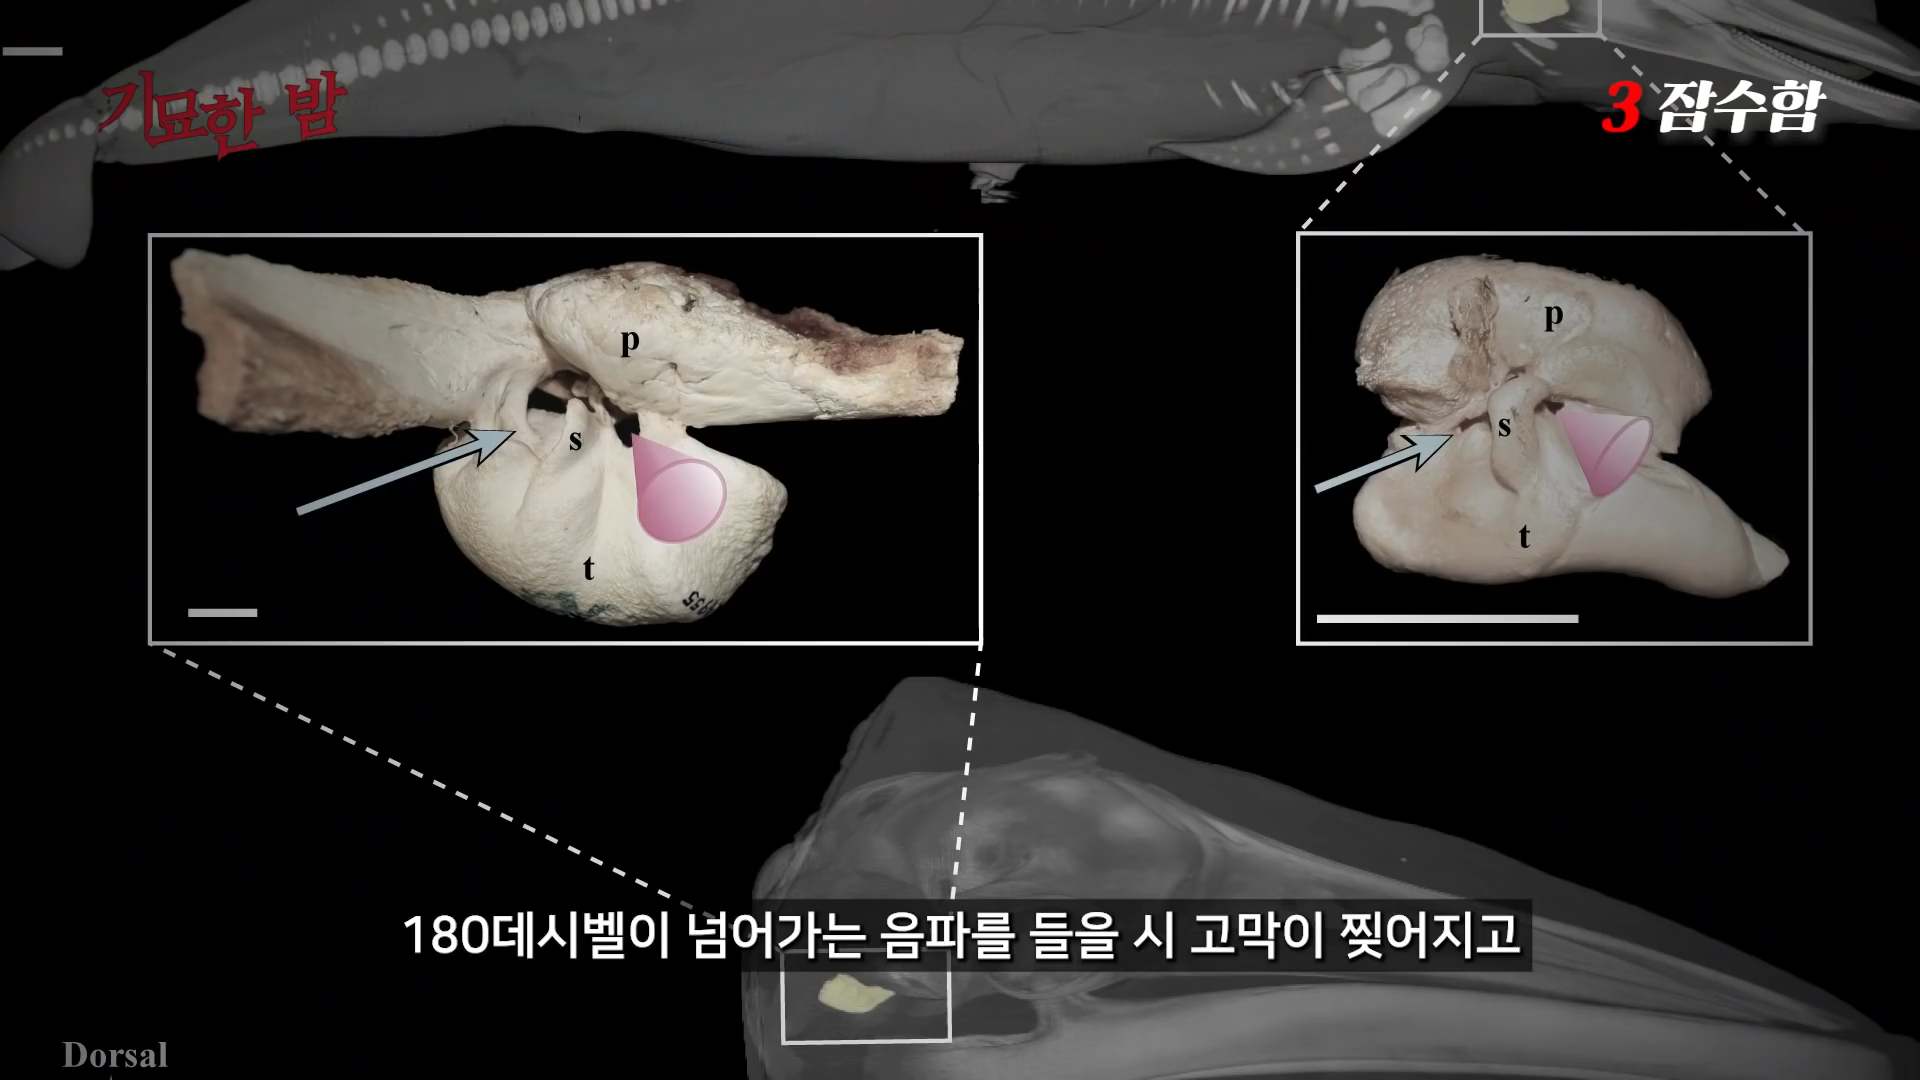 기묘한 밤
3 잠수함
p
s
t
p
s
t
180데시벨이 넘어가는 음파를 들을 시 고막이 찢어지고
Dorsal